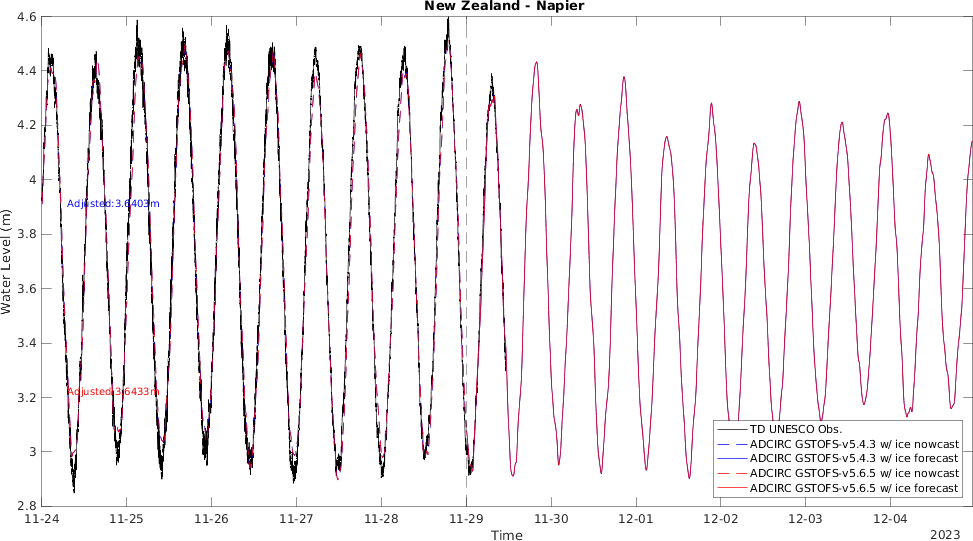 New Zealand - Napier
4.6
4.4
4.2
4
3.8
3.6
3.4
3.2
3
2.8
Water Level (m)
Adjusted:3.6403m
Adjusted:3.6433m
TD UNESCO Obs.
ADCIRC GSTOFS-v5.4.3 w/ ice nowcast
ADCIRC GSTOFS-v5.4.3 w/ ice forecast
ADCIRC GSTOFS-v5.6.5 w/ ice nowcast
ADCIRC GSTOFS-v5.6.5 w/ ice forecast
11-24 11-25 11-26 11-27 11-28 11-29 11-30 12-01 12-02 12-03 12-04
Time
2023